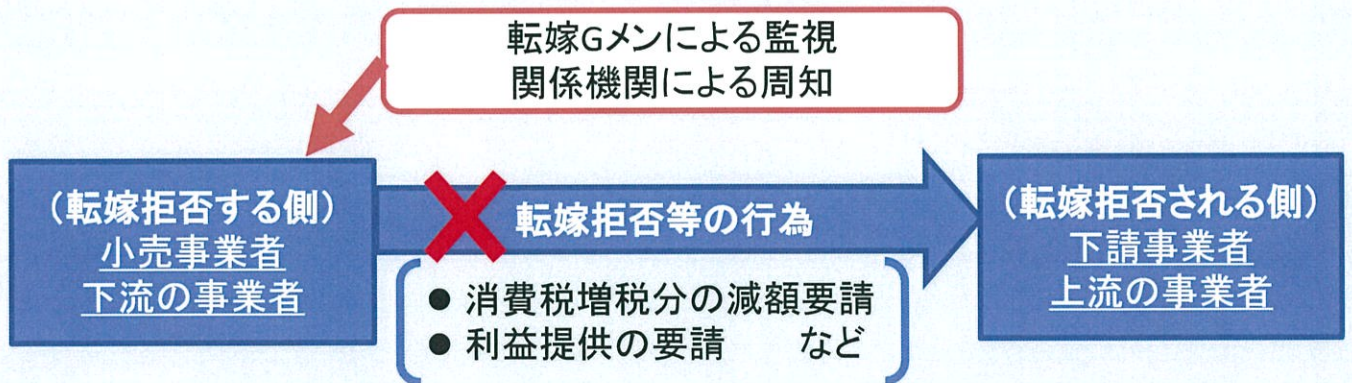 転嫁Gメンによる監視
関係機関による周知
（転嫁拒否する側）
小売事業者
下流の事業者
転嫁拒否等の行為
● 消費税増税分の減額要請
● 利益提供の要請　　など
（転嫁拒否される側）
下請事業者
上流の事業者